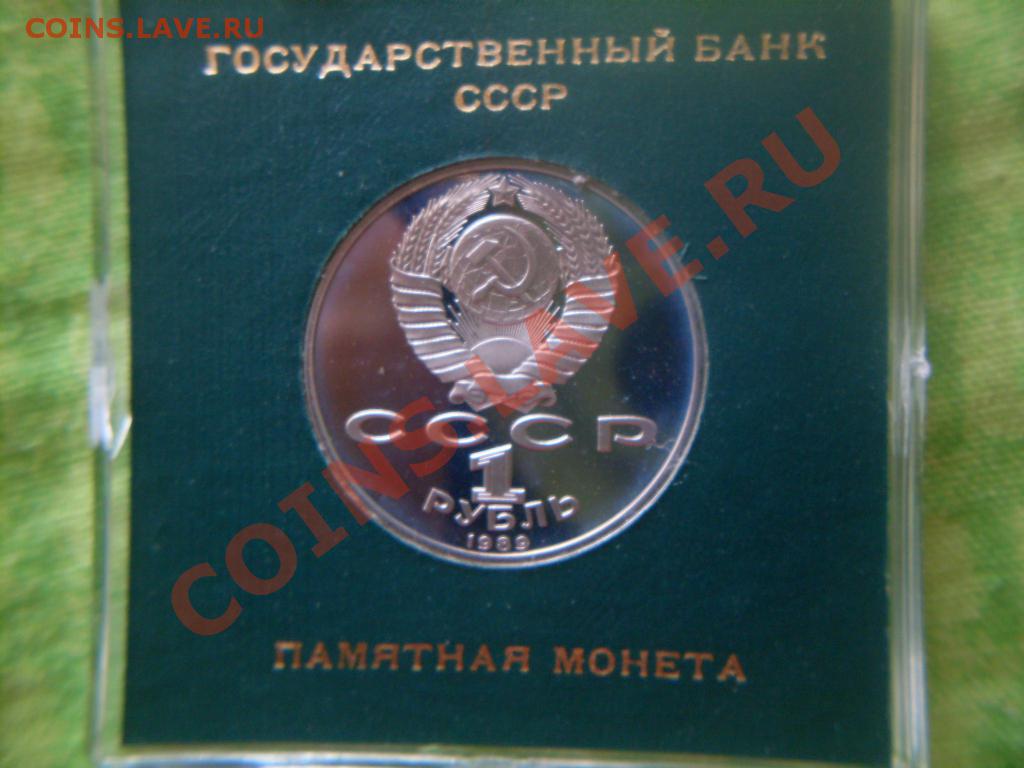 COINS.LAVE.RU
ГОСУДАРСТВЕННЫЙ БАНК
СССР
COINS.LAVE.RU
СССР
1
РУБЛЬ
1989
ПАМЯТНАЯ МОНЕТА